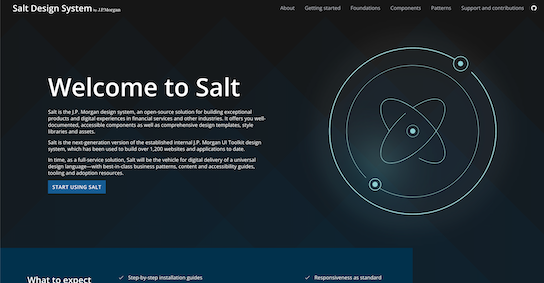 Salt Design System by J.P.Morgan
About Getting started Foundations Components Patterns Support and contributions
Welcome to Salt
Salt is the J.P. Morgan design system, an open-source solution for building exceptional
products and digital experiences in financial services and other industries. It offers you well-
documented, accessible components as well as comprehensive design templates, style
libraries and assets.
Salt is the next-generation version of the established internal J.P. Morgan UI Toolkit design
system, which has been used to build over 1,200 websites and applications to date.
In time, as a full-service solution, Salt will be the vehicle for digital delivery of a universal
design language—with best-in-class business patterns, content and accessibility guides,
tooling and adoption resources.
START USING SALT
What to expect
Step-by-step installation guides
Responsiveness as standard